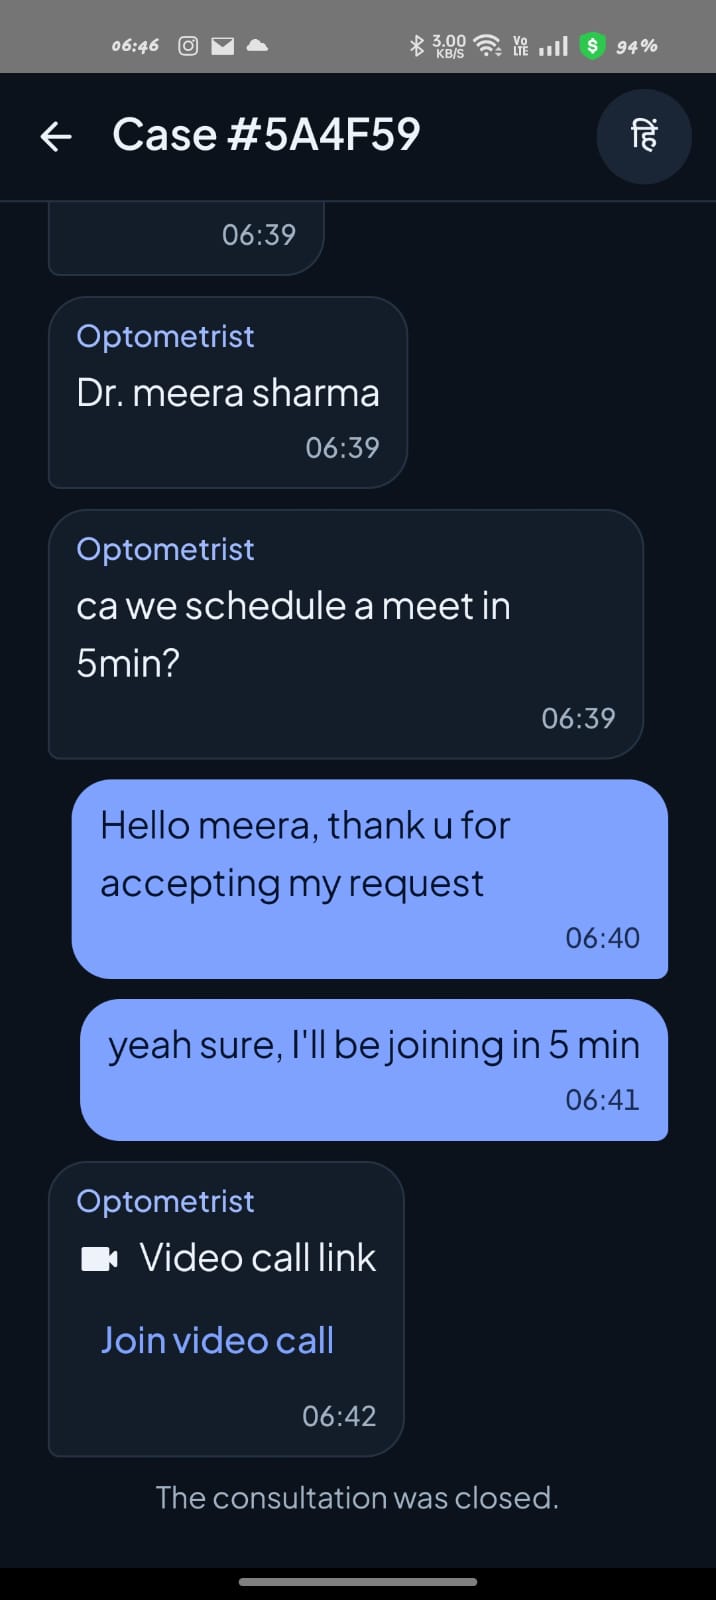 06:46
3.00
KB/S
Vo
LTE
94%
Case #5A4F59
हिं
06:39
Optometrist
Dr. meera sharma
06:39
Optometrist
ca we schedule a meet in
5min?
06:39
Hello meera, thank u for
accepting my request
06:40
yeah sure, I'll be joining in 5 min
06:41
Optometrist
Video call link
Join video call
06:42
The consultation was closed.